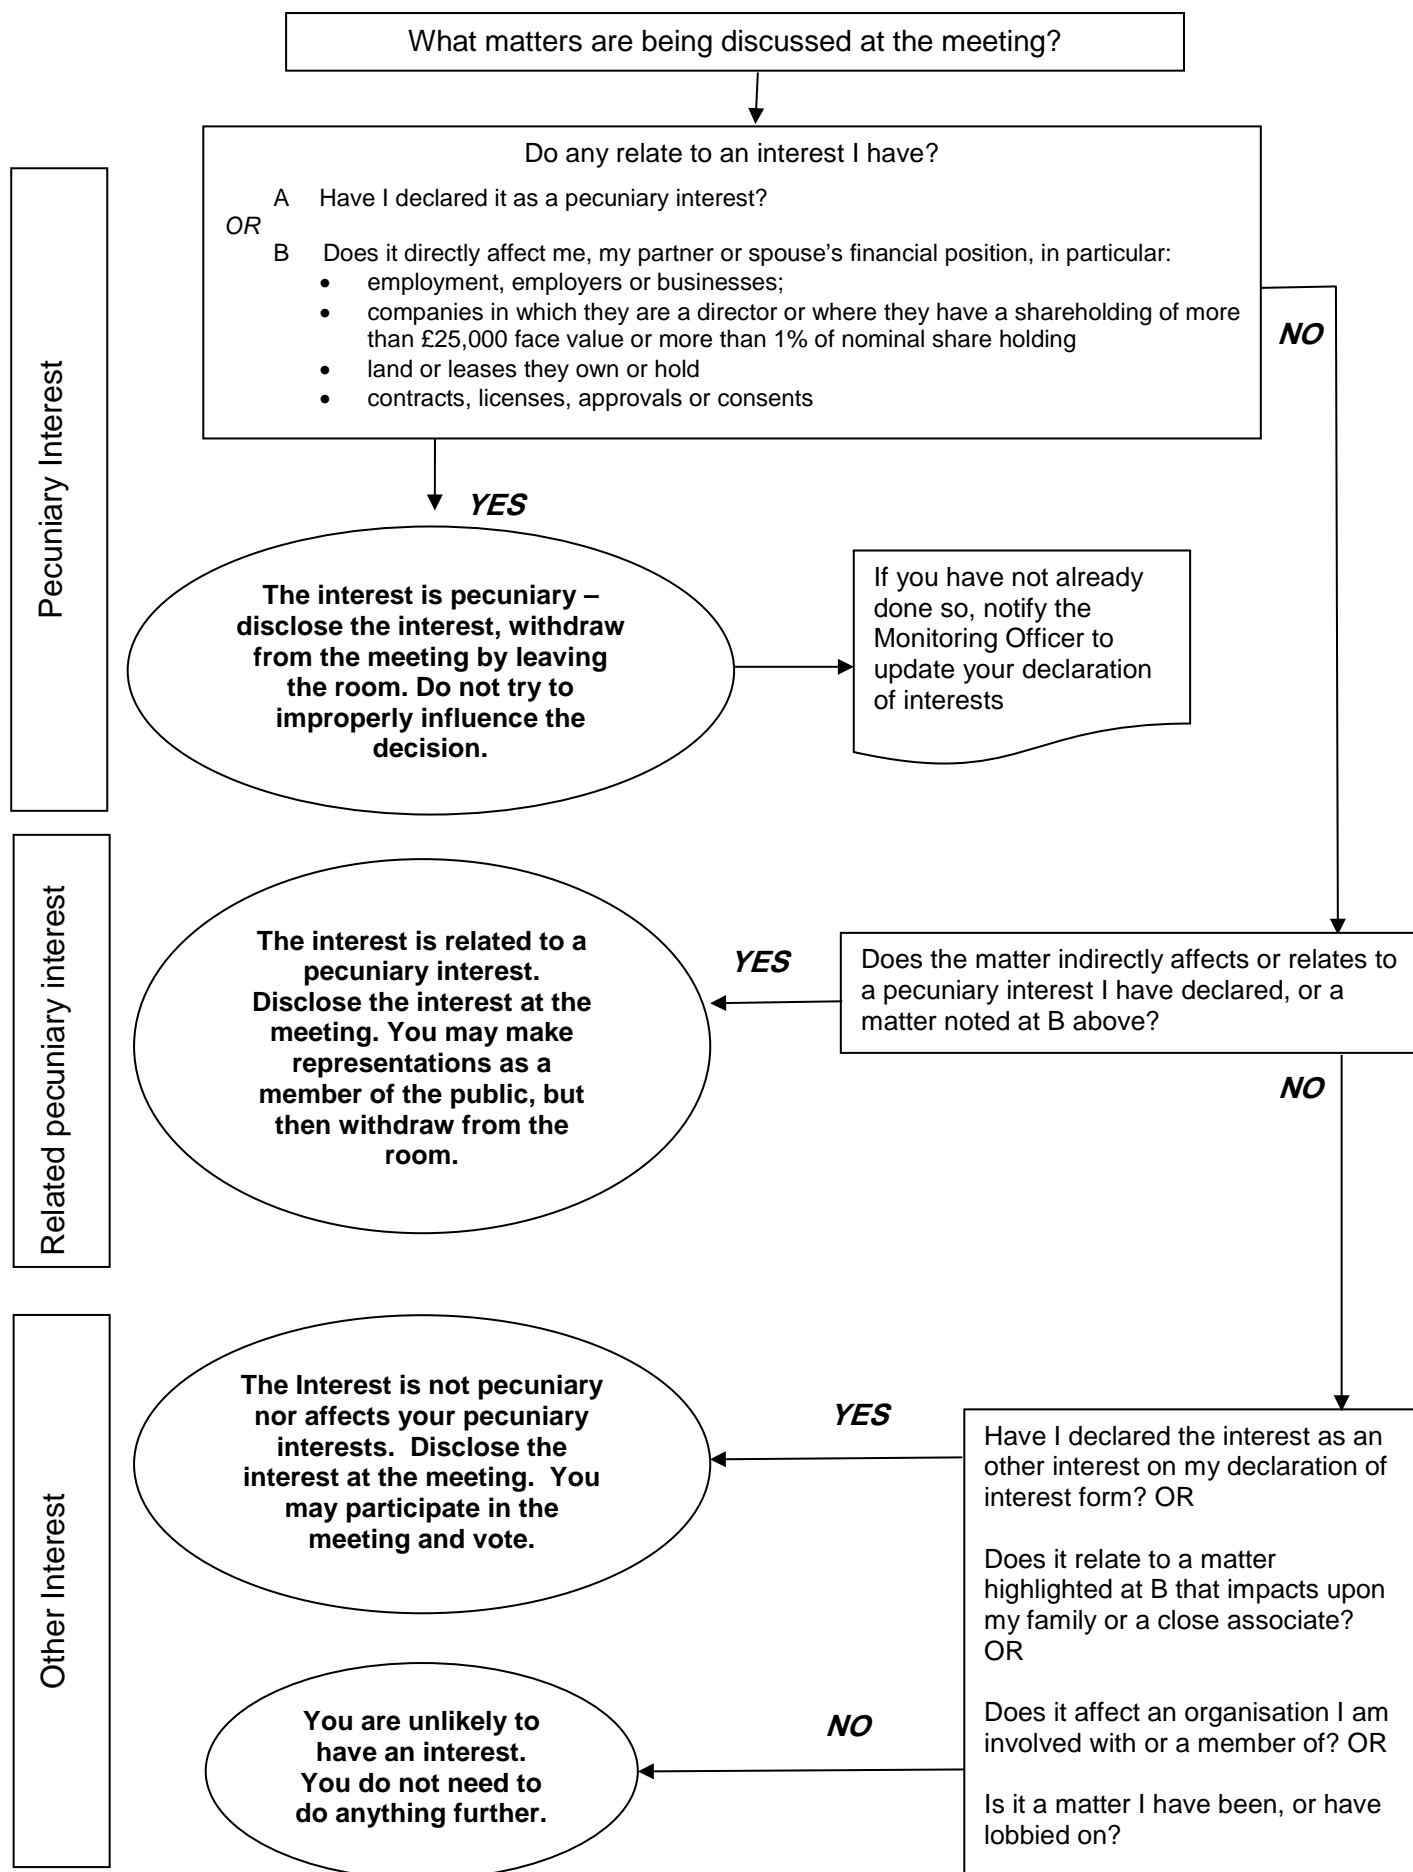 What matters are being discussed at the meeting?
Do any relate to an interest I have?
A Have I declared it as a pecuniary interest?
OR
B Does it directly affect me, my partner or spouse’s financial position, in particular:
• employment, employers or businesses;
• companies in which they are a director or where they have a shareholding of more
than £25,000 face value or more than 1% of nominal share holding
• land or leases they own or hold
• contracts, licenses, approvals or consents
NO
Pecuniary Interest
YES
The interest is pecuniary –
disclose the interest, withdraw
from the meeting by leaving
the room. Do not try to
improperly influence the
decision.
If you have not already
done so, notify the
Monitoring Officer to
update your declaration
of interests
Related pecuniary interest
The interest is related to a
pecuniary interest.
Disclose the interest at the
meeting. You may make
representations as a
member of the public, but
then withdraw from the
room.
YES
Does the matter indirectly affects or relates to
a pecuniary interest I have declared, or a
matter noted at B above?
NO
Other Interest
The Interest is not pecuniary
nor affects your pecuniary
interests. Disclose the
interest at the meeting. You
may participate in the
meeting and vote.
YES
Have I declared the interest as an
other interest on my declaration of
interest form? OR
Does it relate to a matter
highlighted at B that impacts upon
my family or a close associate?
OR
Does it affect an organisation I am
involved with or a member of? OR
Is it a matter I have been, or have
lobbied on?
NO
You are unlikely to
have an interest.
You do not need to
do anything further.